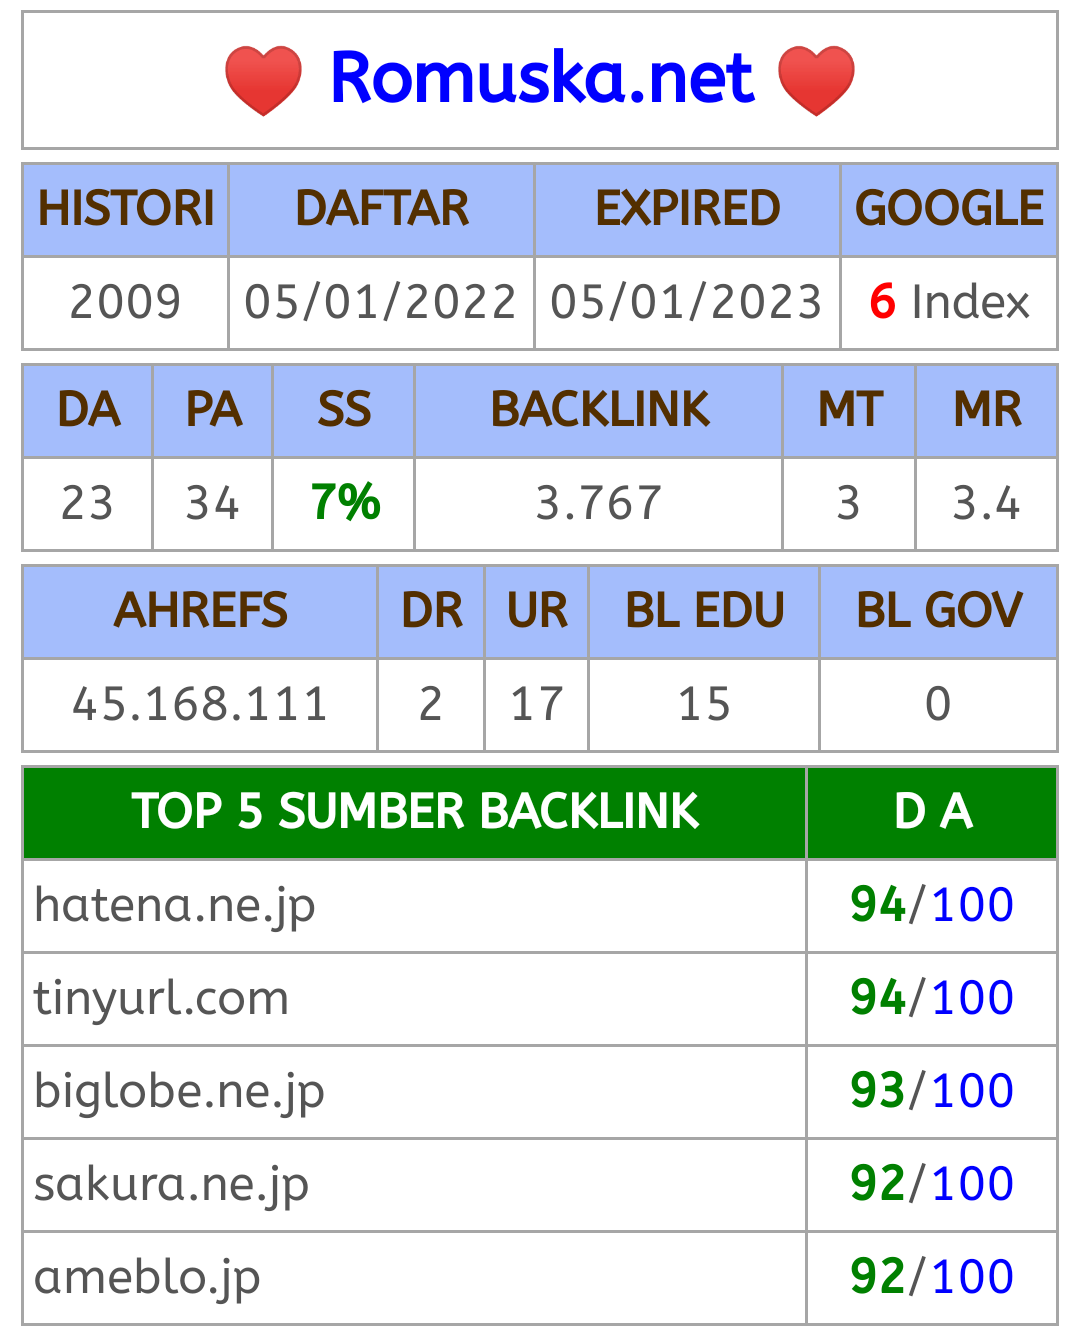 Romuska.net
HISTORI DAFTAR EXPIRED GOOGLE
2009 05/01/2022 05/01/2023 6 Index
DA PA SS BACKLINK MT MR
23 34 7% 3.767 3 3.4
AHREFS DR UR BL EDU BL GOV
45.168.111 2 17 15 0
TOP 5 SUMBER BACKLINK D A
hatena.ne.jp 94/100
tinyurl.com 94/100
biglobe.ne.jp 93/100
sakura.ne.jp 92/100
ameblo.jp 92/100